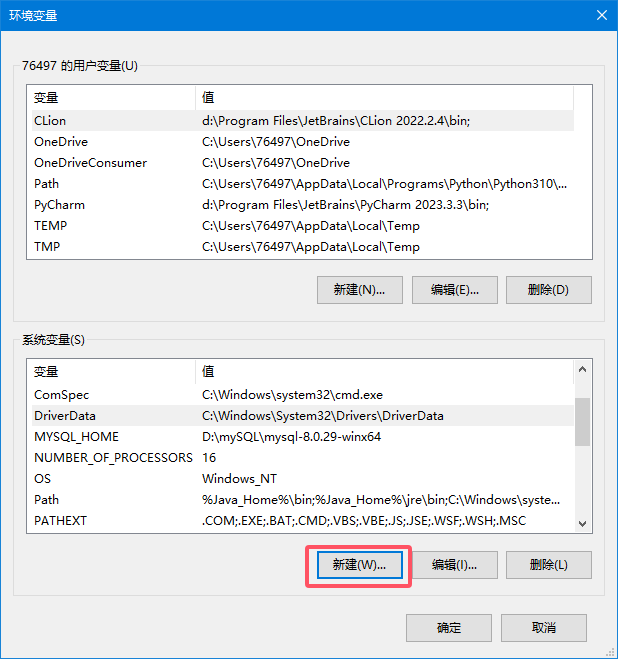 环境变量
76497 的用户变量(U)
变量 值
CLion d:\Program Files\JetBrains\CLion 2022.2.4\bin;
OneDrive C:\Users\76497\OneDrive
OneDriveConsumer C:\Users\76497\OneDrive
Path C:\Users\76497\AppData\Local\Programs\Python\Python310\...
PyCharm d:\Program Files\JetBrains\PyCharm 2023.3.3\bin;
TEMP C:\Users\76497\AppData\Local\Temp
TMP C:\Users\76497\AppData\Local\Temp
新建(N)... 编辑(E)... 删除(D)
系统变量(S)
变量 值
ComSpec C:\Windows\system32\cmd.exe
DriverData C:\Windows\System32\Drivers\DriverData
MYSQL_HOME D:\mySQL\mysql-8.0.29-winx64
NUMBER_OF_PROCESSORS 16
OS Windows_NT
Path %Java_Home%\bin;%Java_Home%\jre\bin;C:\Windows\syste...
PATHEXT .COM;.EXE;.BAT;.CMD;.VBS;.VBE;.JS;.JSE;.WSF;.WSH;.MSC
新建(W)... 编辑(I)... 删除(L)
确定 取消